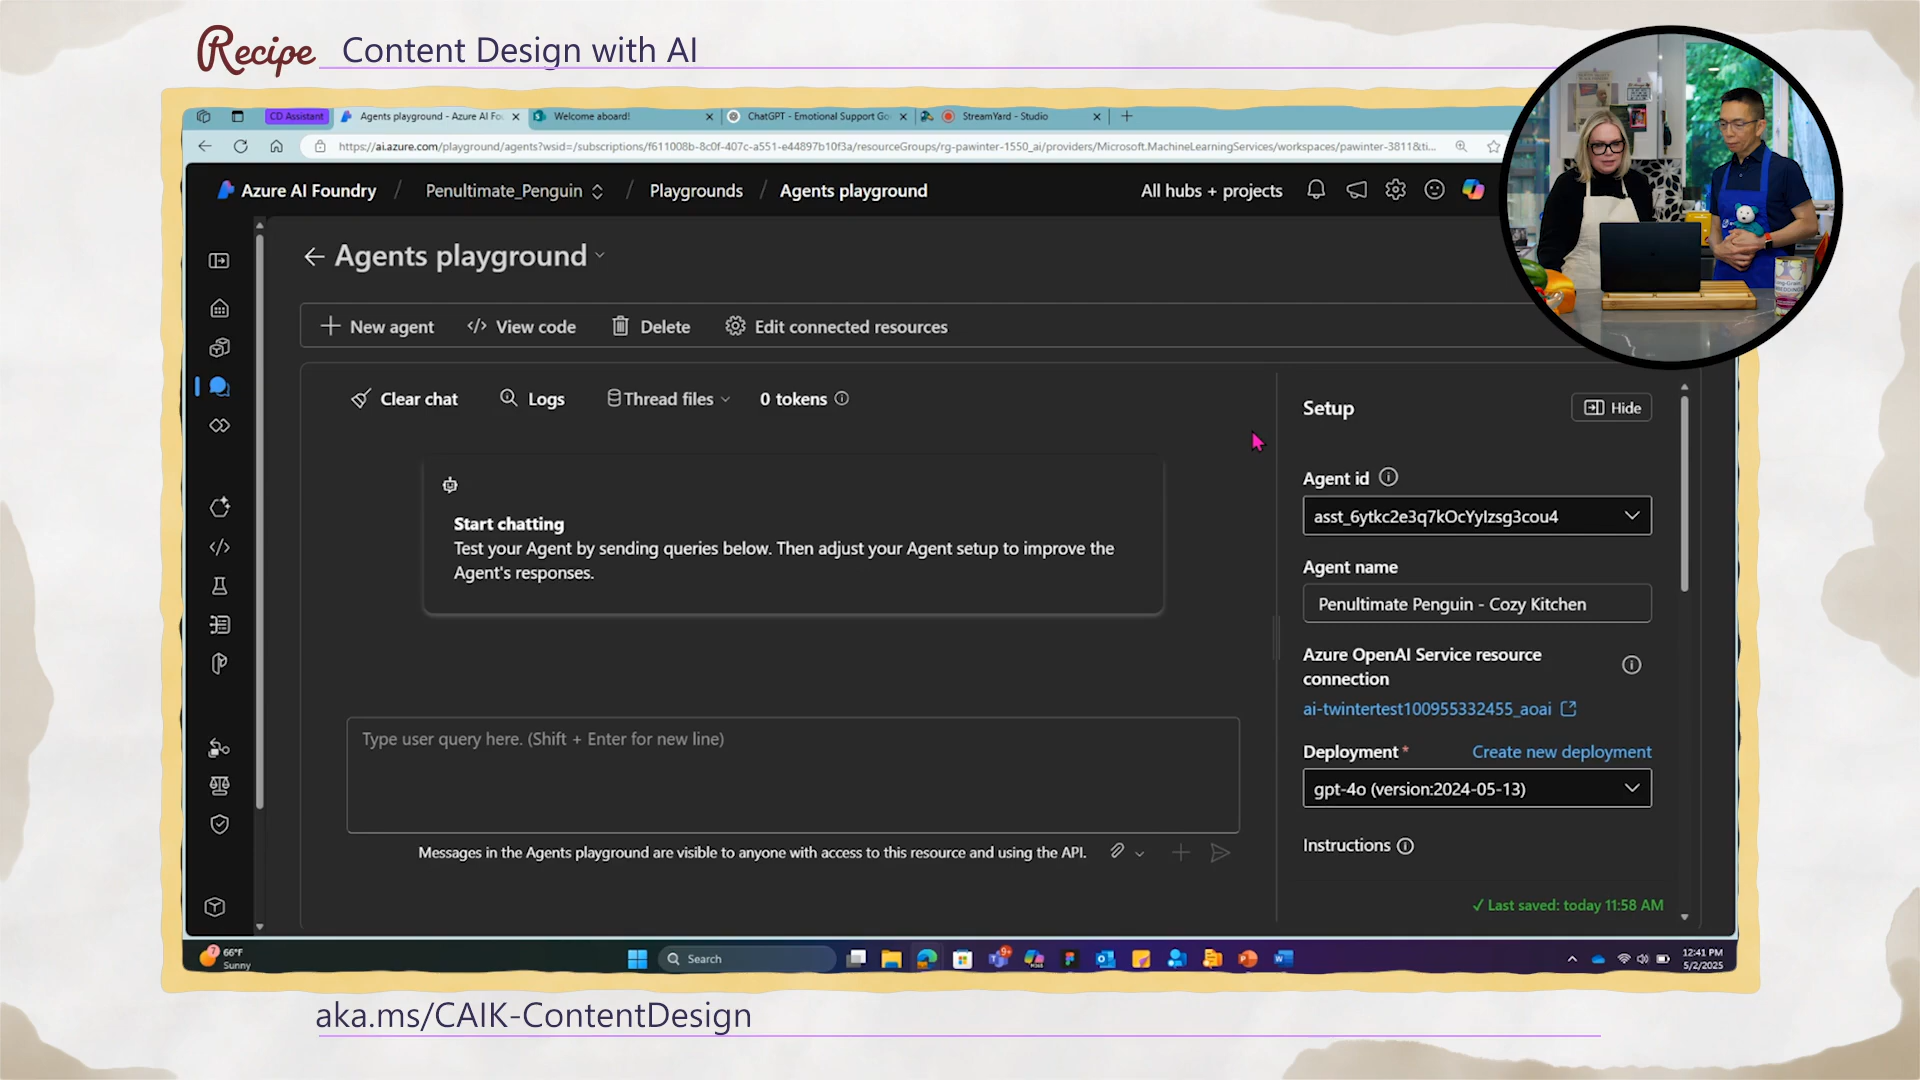 Recipe Content Design with AI
CD Assistant
Agents playground - Azure AI Fou
Welcome aboard!
ChatGPT - Emotional Support Go
StreamYard - Studio
https://ai.azure.com/playground/agents?wsid=/subscriptions/f611008b-8c0f-407c-a551-e44897b10f3a/resourceGroups/rg-pawinter-1550_ai/providers/Microsoft.MachineLearningServices/workspaces/pawinter-3811&ti...
Azure AI Foundry / Penultimate_Penguin / Playgrounds / Agents playground
All hubs + projects
Agents playground
New agent
View code
Delete
Edit connected resources
Clear chat
Logs
Thread files
0 tokens
Start chatting
Test your Agent by sending queries below. Then adjust your Agent setup to improve the
Agent's responses.
Type user query here. (Shift + Enter for new line)
Messages in the Agents playground are visible to anyone with access to this resource and using the API.
Setup
Hide
Agent id
asst_6ytkc2e3q7kOcYyIzsg3cou4
Agent name
Penultimate Penguin - Cozy Kitchen
Azure OpenAI Service resource
connection
ai-twintertest100955332455_aoai
Deployment *
Create new deployment
gpt-4o (version:2024-05-13)
Instructions
Last saved: today 11:58 AM
66°F
Sunny
Search
12:41 PM
5/2/2025
aka.ms/CAIK-ContentDesign